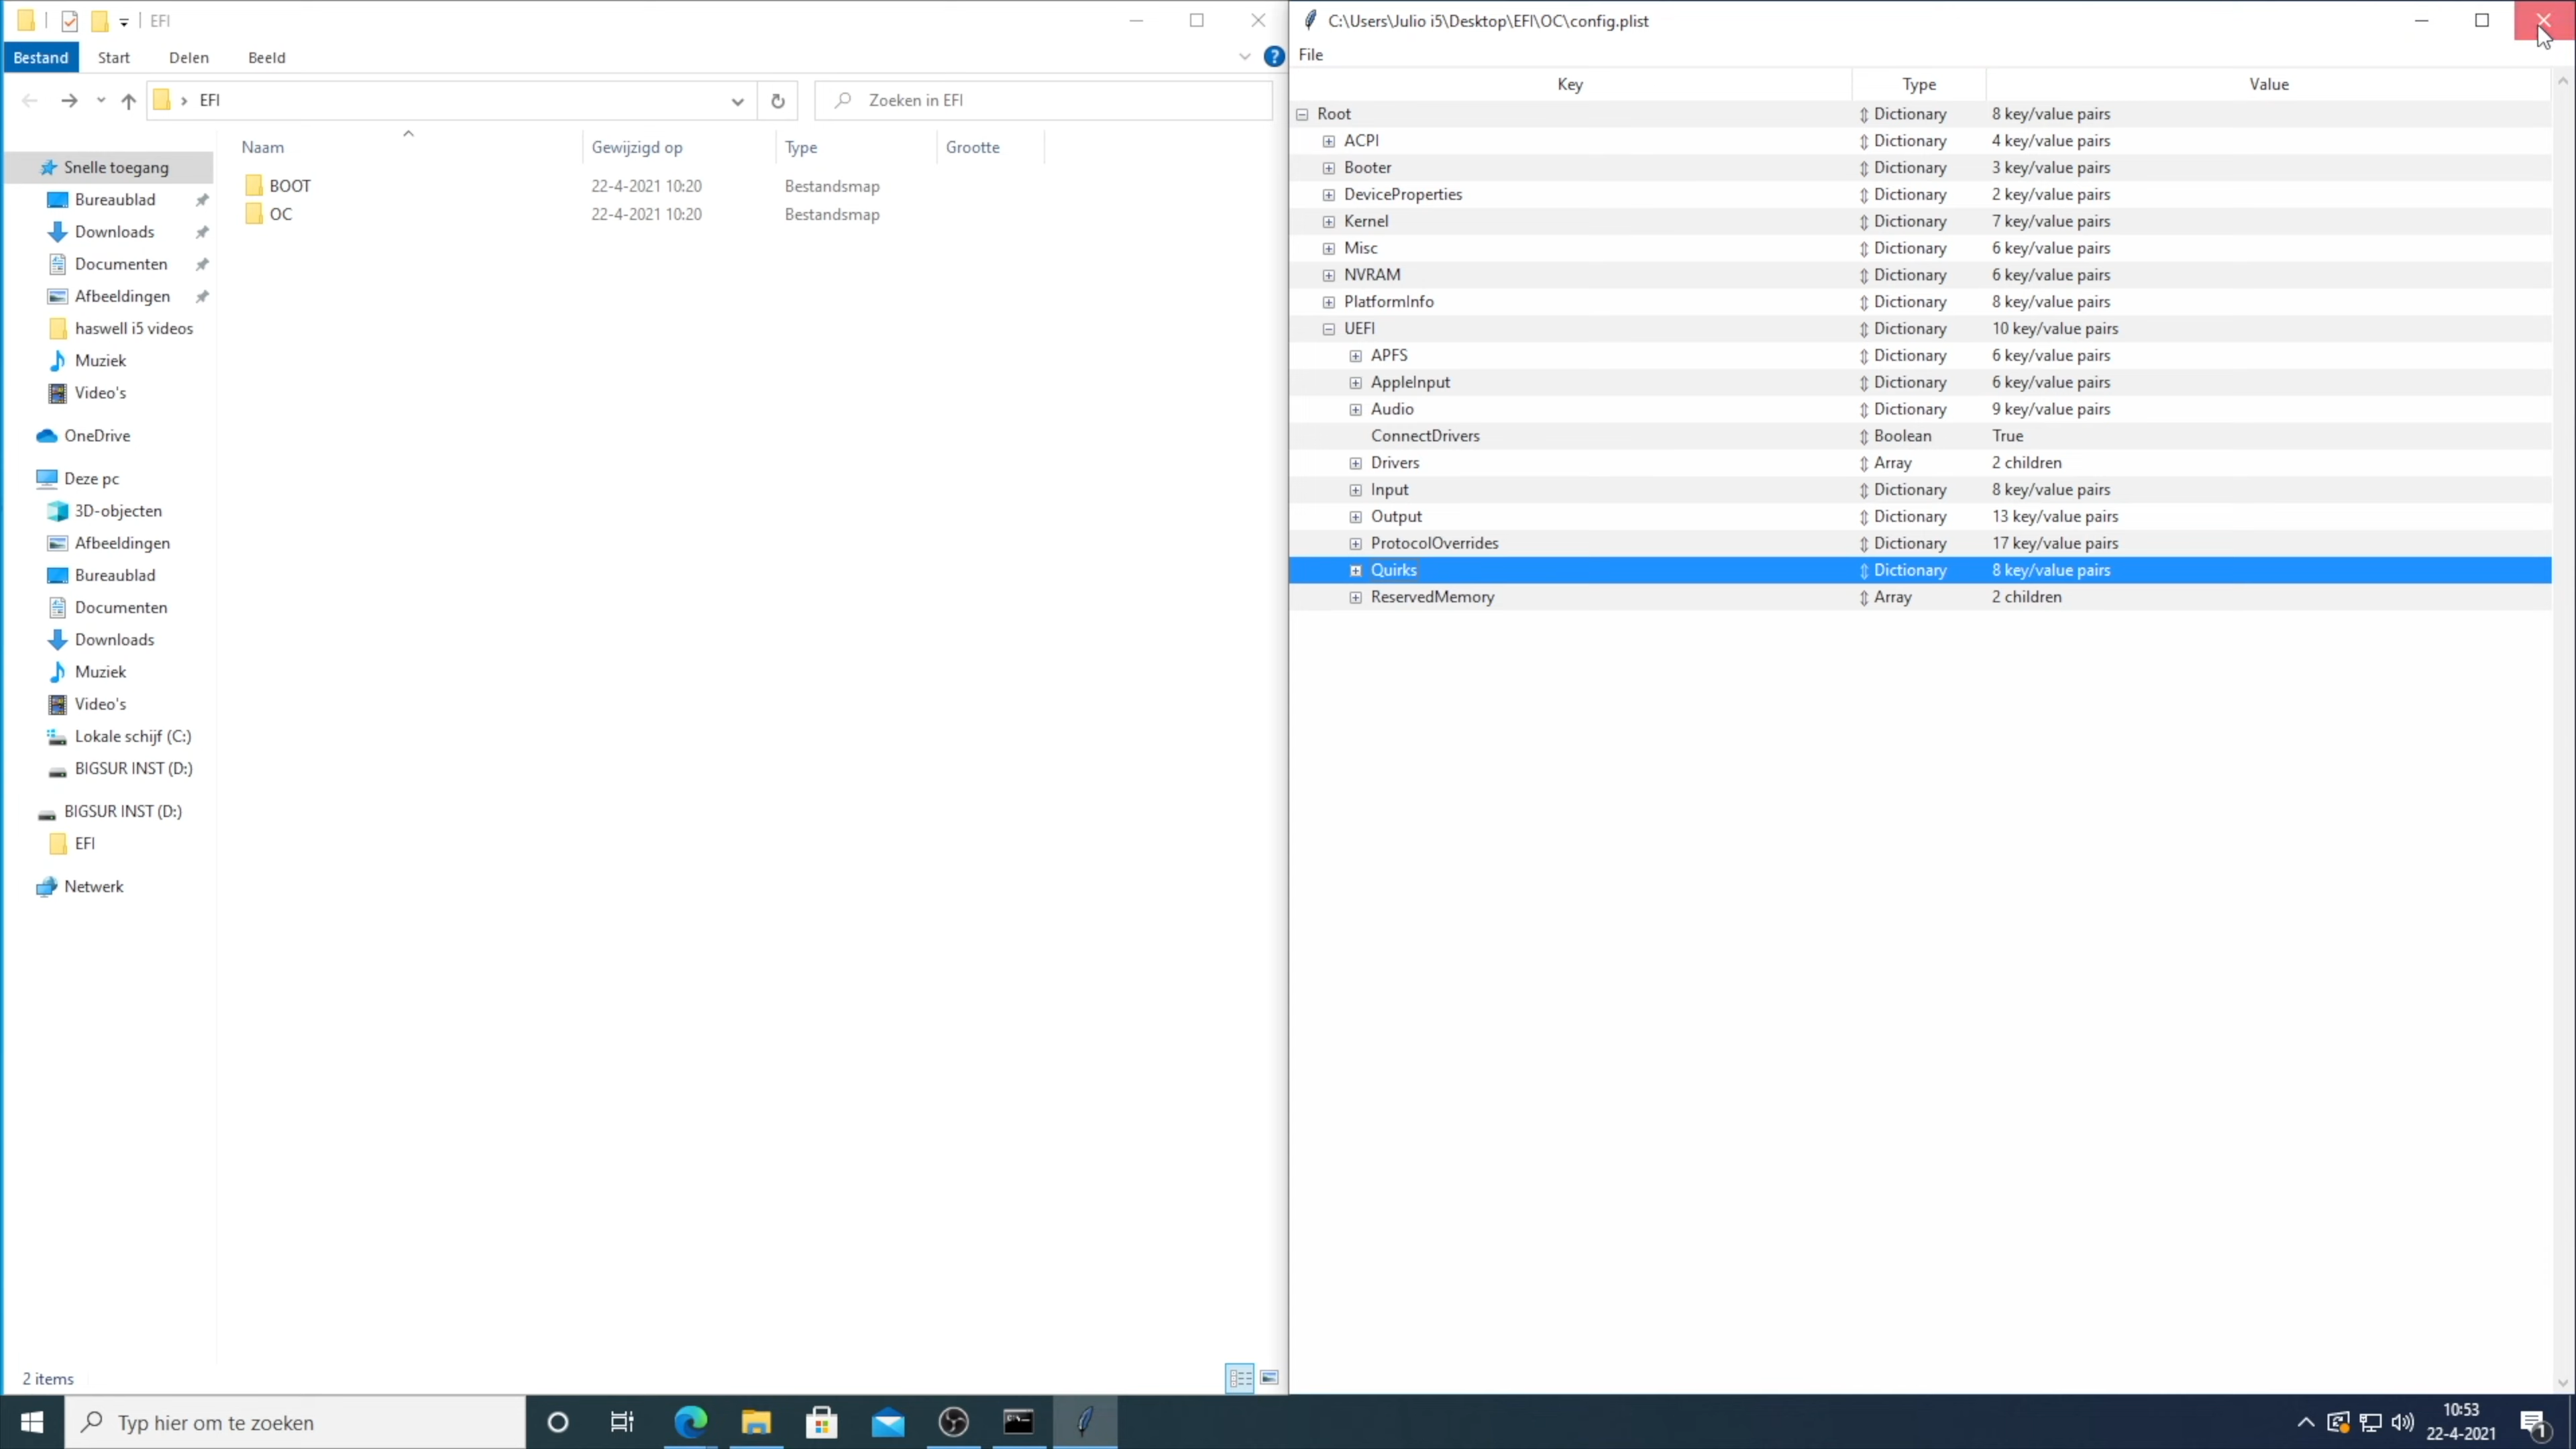 EFI
Bestand Start Delen Beeld
EFI
Zoeken in EFI
Naam Gewijzigd op Type Grootte
BOOT 22-4-2021 10:20 Bestandsmap
OC 22-4-2021 10:20 Bestandsmap
Snelle toegang
Bureaublad
Downloads
Documenten
Afbeeldingen
haswell i5 videos
Muziek
Video's
OneDrive
Deze pc
3D-objecten
Afbeeldingen
Bureaublad
Documenten
Downloads
Muziek
Video's
Lokale schijf (C:)
BIGSUR INST (D:)
BIGSUR INST (D:)
EFI
Netwerk
2 items
C:\Users\Julio i5\Desktop\EFI\OC\config.plist
File
Key Type Value
Root Dictionary 8 key/value pairs
ACPI Dictionary 4 key/value pairs
Booter Dictionary 3 key/value pairs
DeviceProperties Dictionary 2 key/value pairs
Kernel Dictionary 7 key/value pairs
Misc Dictionary 6 key/value pairs
NVRAM Dictionary 6 key/value pairs
PlatformInfo Dictionary 8 key/value pairs
UEFI Dictionary 10 key/value pairs
APFS Dictionary 6 key/value pairs
AppleInput Dictionary 6 key/value pairs
Audio Dictionary 9 key/value pairs
ConnectDrivers Boolean True
Drivers Array 2 children
Input Dictionary 8 key/value pairs
Output Dictionary 13 key/value pairs
ProtocolOverrides Dictionary 17 key/value pairs
Quirks Dictionary 8 key/value pairs
ReservedMemory Array 2 children
Typ hier om te zoeken
10:53
22-4-2021
1